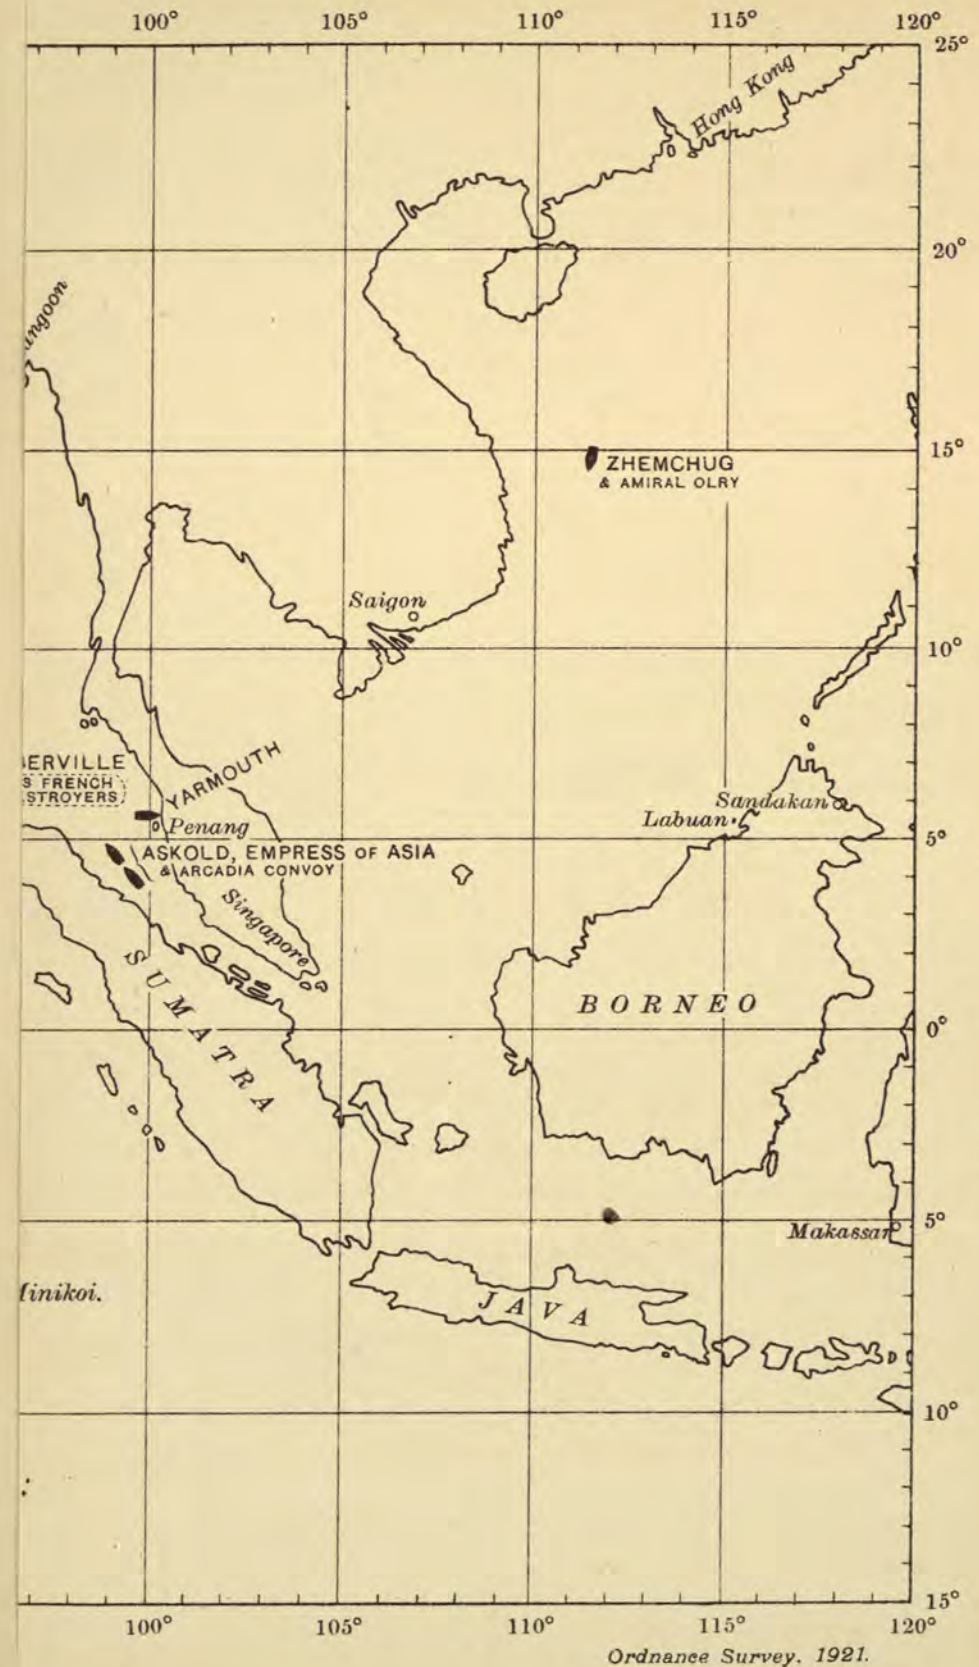 100° 105° 110° 115° 120°
25°
Hong Kong
20°
angoon
15°
ZHEMCHUG
& AMIRAL OLRY
Saigon
10°
ERVILLE
S FRENCH
STROYERS
YARMOUTH
Penang
Sandakan
Labuan
5°
ASKOLD, EMPRESS OF ASIA
& ARCADIA CONVOY
Singapore
SUMATRA
BORNEO
0°
5°
Makassar
inikoi.
JAVA
10°
15°
100° 105° 110° 115° 120°
Ordnance Survey. 1921.